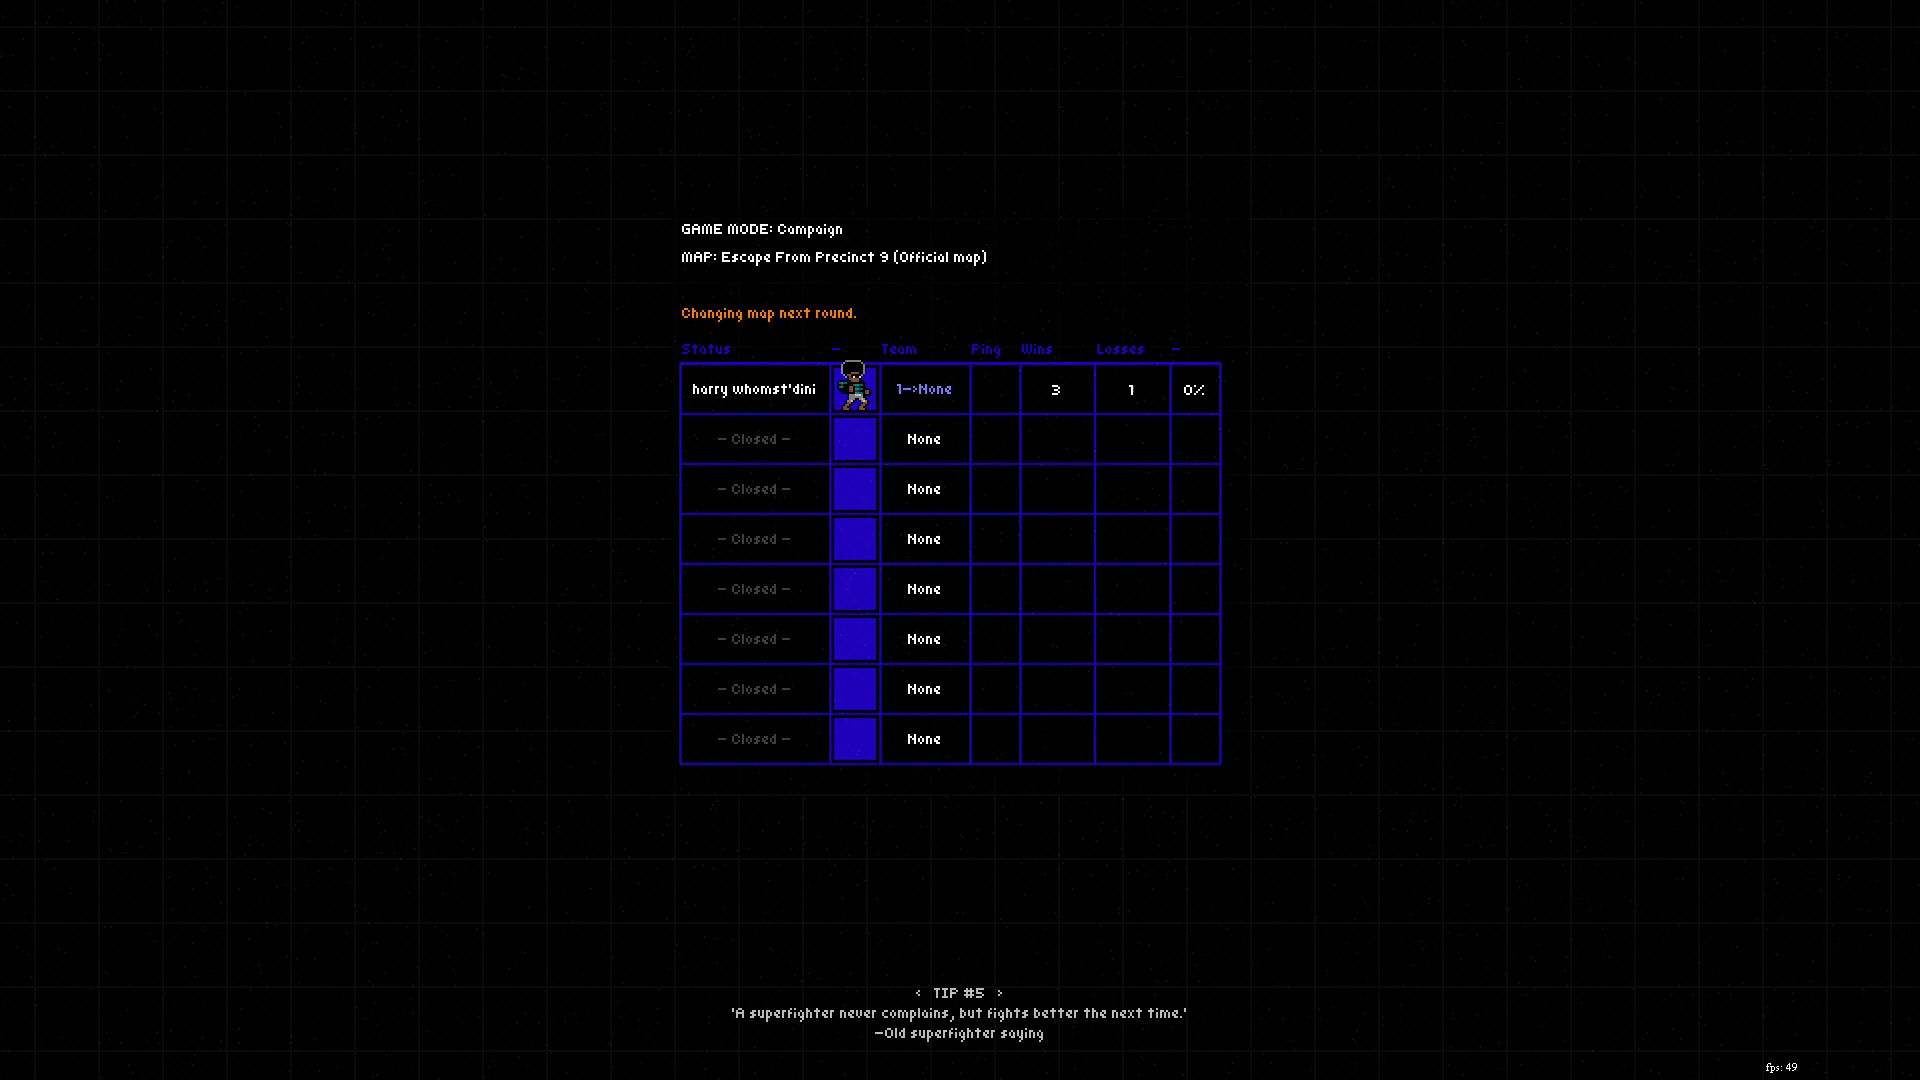 GAME MODE: Campaign
MAP: Escape From Precinct 9 (Official map)
Changing map next round.
Status - Team Ping Wins Losses -
harry whomst'dini 1->None 3 1 0%
- Closed - None
- Closed - None
- Closed - None
- Closed - None
- Closed - None
- Closed - None
- Closed - None
< TIP #5 >
'A superfighter never complains, but fights better the next time.'
-Old superfighter saying
fps: 49